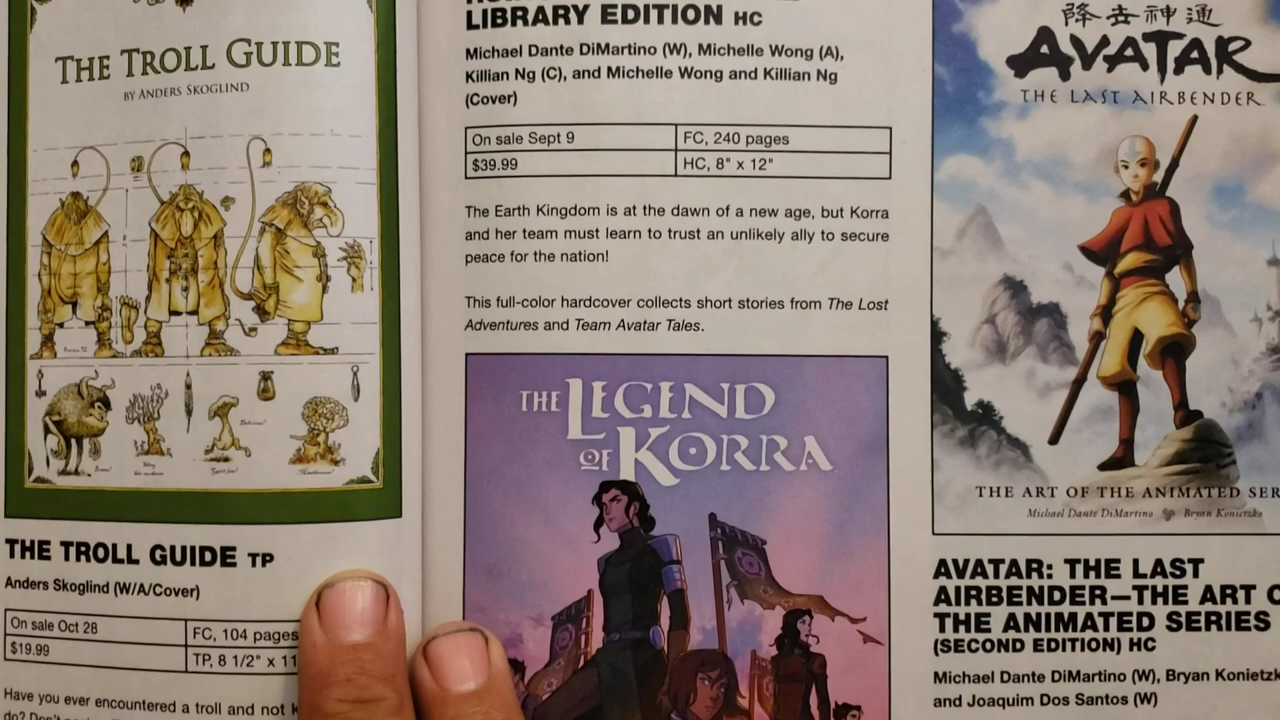 THE TROLL GUIDE
BY ANDERS SKOGLIND
THE TROLL GUIDE TP
Anders Skoglind (W/A/Cover)
On sale Oct 28
FC, 104 pages
$19.99
TP, 8 1/2" x 11
Have you ever encountered a troll and not
LIBRARY EDITION HC
Michael Dante DiMartino (W), Michelle Wong (A),
Killian Ng (C), and Michelle Wong and Killian Ng
(Cover)
On sale Sept 9
FC, 240 pages
$39.99
HC, 8" x 12"
The Earth Kingdom is at the dawn of a new age, but Korra
and her team must learn to trust an unlikely ally to secure
peace for the nation!
This full-color hardcover collects short stories from The Lost
Adventures and Team Avatar Tales.
THE LEGEND
OF KORRA
降去神通
AVATAR
THE LAST AIRBENDER
THE ART OF THE ANIMATED SER
Michael Dante DiMartino Bryan Konietzko
AVATAR: THE LAST
AIRBENDER—THE ART O
THE ANIMATED SERIES
(SECOND EDITION) HC
Michael Dante DiMartino (W), Bryan Konietzk
and Joaquim Dos Santos (W)